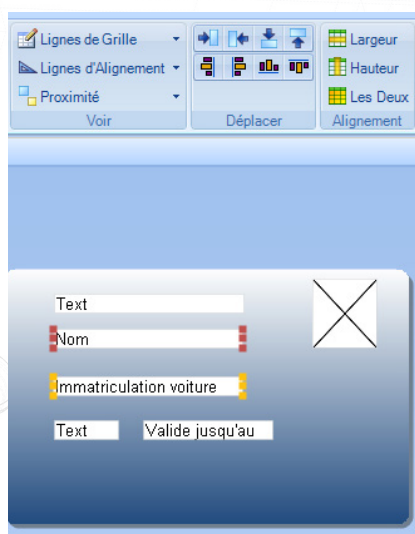 Lignes de Grille
Lignes d'Alignement
Proximité
Voir
Déplacer
Largeur
Hauteur
Les Deux
Alignement
Text
Nom
Immatriculation voiture
Text Valide jusqu'au